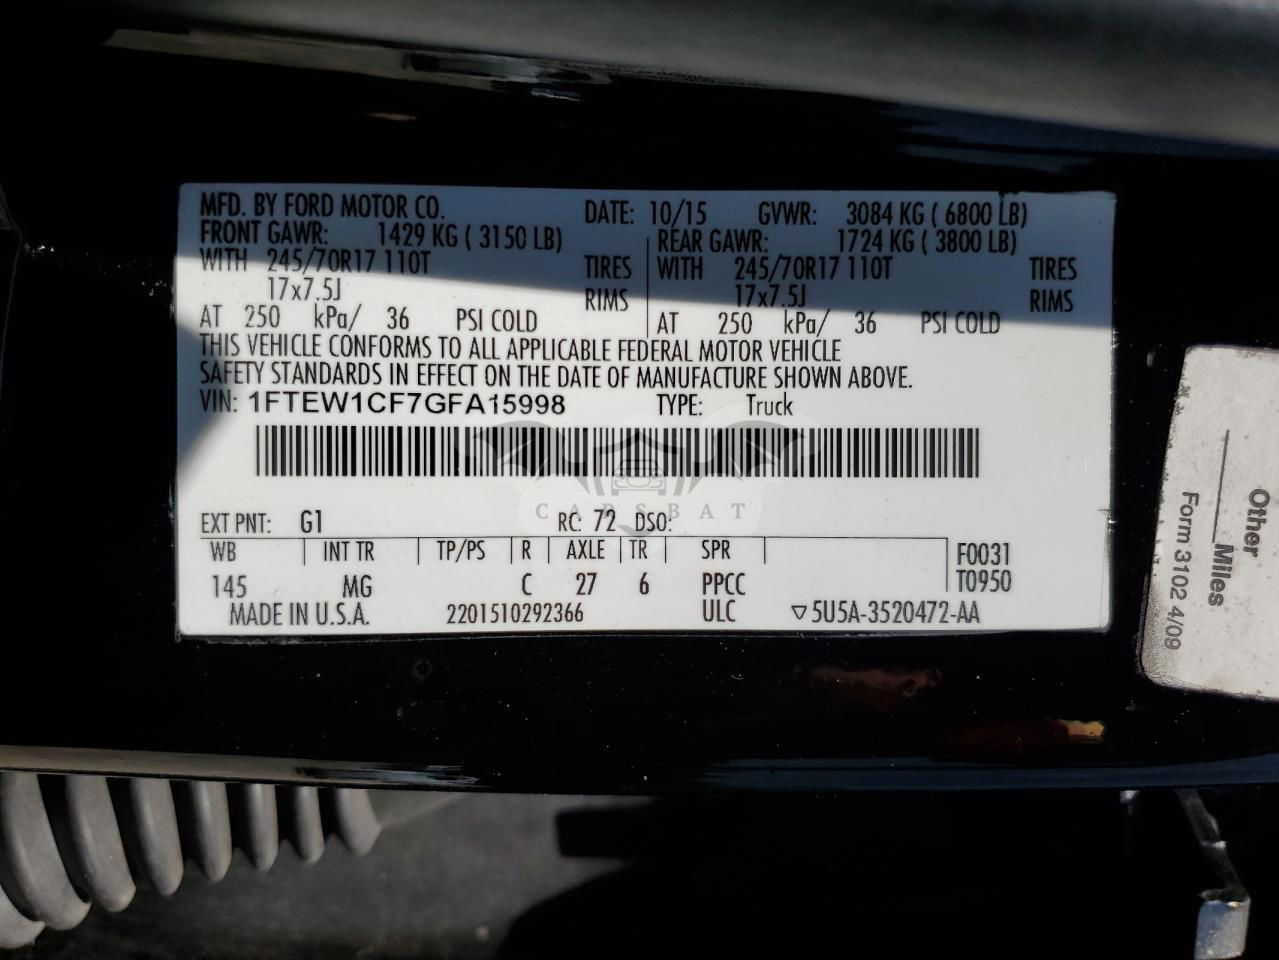 MFD. BY FORD MOTOR CO. DATE: 10/15 GVWR: 3084 KG ( 6800 LB)
FRONT GAWR: 1429 KG ( 3150 LB) REAR GAWR: 1724 KG ( 3800 LB)
WITH 245/70R17 110T TIRES WITH 245/70R17 110T TIRES
17x7.5J RIMS 17x7.5J RIMS
AT 250 kPa/ 36 PSI COLD AT 250 kPa/ 36 PSI COLD
THIS VEHICLE CONFORMS TO ALL APPLICABLE FEDERAL MOTOR VEHICLE
SAFETY STANDARDS IN EFFECT ON THE DATE OF MANUFACTURE SHOWN ABOVE.
VIN: 1FTEW1CF7GFA15998 TYPE: Truck
CARSBAT
EXT PNT: G1 RC: 72 DSO:
WB INT TR TP/PS R AXLE TR SPR F0031
145 MG C 27 6 PPCC T0950
MADE IN U.S.A. 2201510292366 ULC ▽5U5A-3520472-AA
Other
Miles
Form 3102 4/09